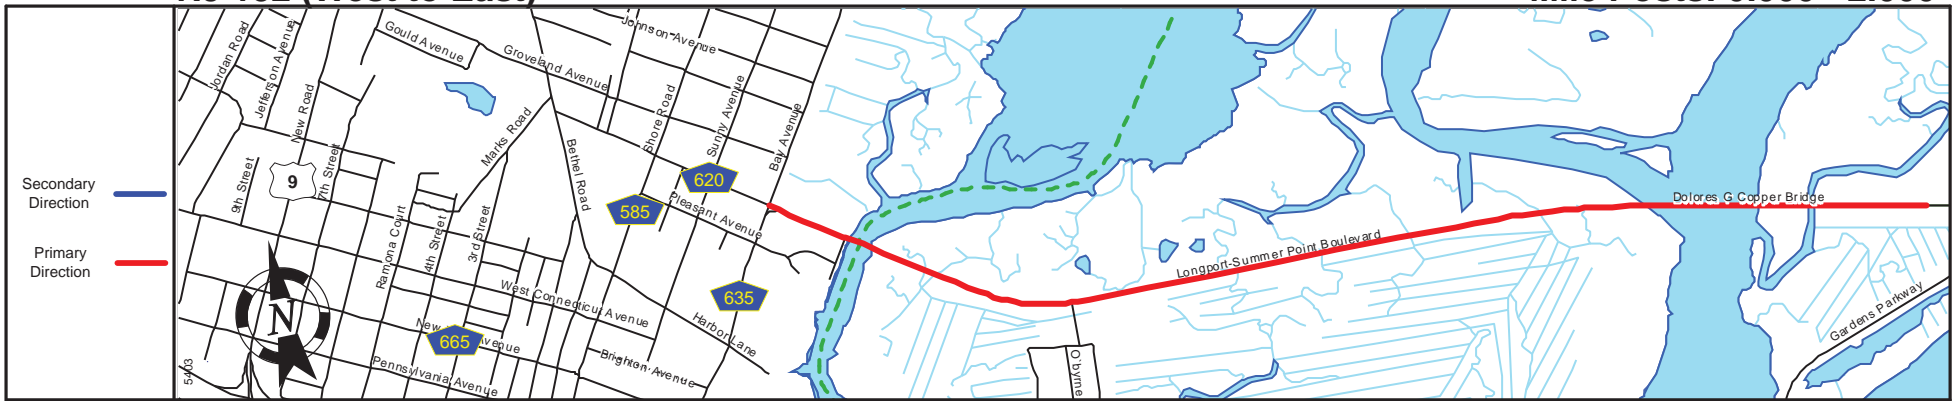 Secondary
Direction
Primary
Direction
Jordan Road
Jefferson Avenue
New Road
Gould Avenue
Groveland Avenue
Johnson Avenue
Shore Road
Sunny Avenue
Bay Avenue
Marks Road
Bethel Road
9th Street
9
7th Street
620
585
Pleasant Avenue
Ramona Court
4th Street
3rd Street
635
West Connecticut Avenue
Harbor Lane
New
665
Avenue
Brighton Avenue
Pennsylvania Avenue
N
5403
Dolores G Copper Bridge
Longport-Summer Point Boulevard
Gardens Parkway
O'byrne